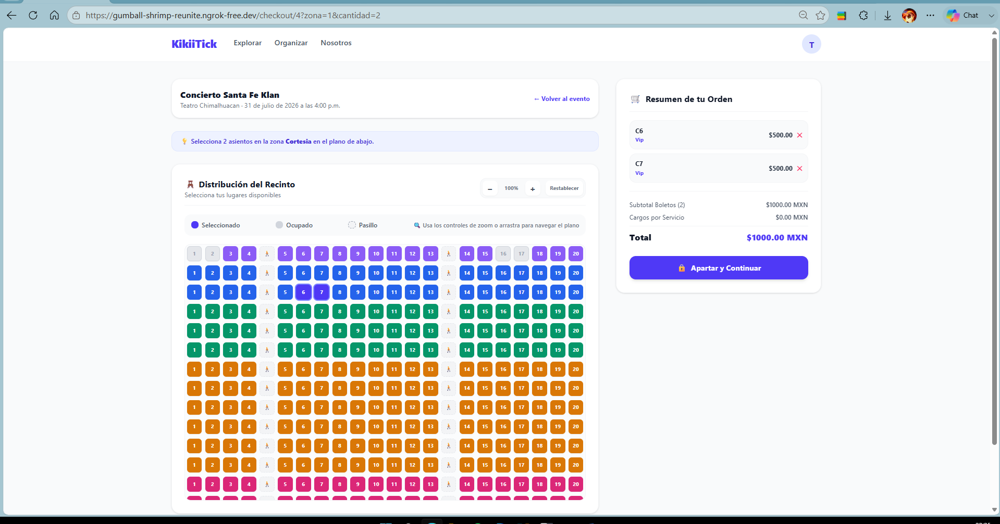 https://gumball-shrimp-reunite.ngrok-free.dev/checkout/4?zona=1&cantidad=2
Chat
KikiiTick
Explorar
Organizar
Nosotros
T
Concierto Santa Fe Klan
Teatro Chimalhuacan · 31 de julio de 2026 a las 4:00 p.m.
← Volver al evento
Selecciona 2 asientos en la zona Cortesia en el plano de abajo.
Distribución del Recinto
Selecciona tus lugares disponibles
– 100% + Restablecer
Seleccionado Ocupado Pasillo Usa los controles de zoom o arrastra para navegar el plano
1 2 3 4 5 6 7 8 9 10 11 12 13 14 15 16 17 18 19 20
1 2 3 4 5 6 7 8 9 10 11 12 13 14 15 16 17 18 19 20
1 2 3 4 5 6 7 8 9 10 11 12 13 14 15 16 17 18 19 20
1 2 3 4 5 6 7 8 9 10 11 12 13 14 15 16 17 18 19 20
1 2 3 4 5 6 7 8 9 10 11 12 13 14 15 16 17 18 19 20
1 2 3 4 5 6 7 8 9 10 11 12 13 14 15 16 17 18 19 20
1 2 3 4 5 6 7 8 9 10 11 12 13 14 15 16 17 18 19 20
1 2 3 4 5 6 7 8 9 10 11 12 13 14 15 16 17 18 19 20
1 2 3 4 5 6 7 8 9 10 11 12 13 14 15 16 17 18 19 20
1 2 3 4 5 6 7 8 9 10 11 12 13 14 15 16 17 18 19 20
1 2 3 4 5 6 7 8 9 10 11 12 13 14 15 16 17 18 19 20
1 2 3 4 5 6 7 8 9 10 11 12 13 14 15 16 17 18 19 20
1 2 3 4 5 6 7 8 9 10 11 12 13 14 15 16 17 18 19 20
Resumen de tu Orden
C6
Vip
$500.00
C7
Vip
$500.00
Subtotal Boletos (2) $1000.00 MXN
Cargos por Servicio $0.00 MXN
Total $1000.00 MXN
Apartar y Continuar